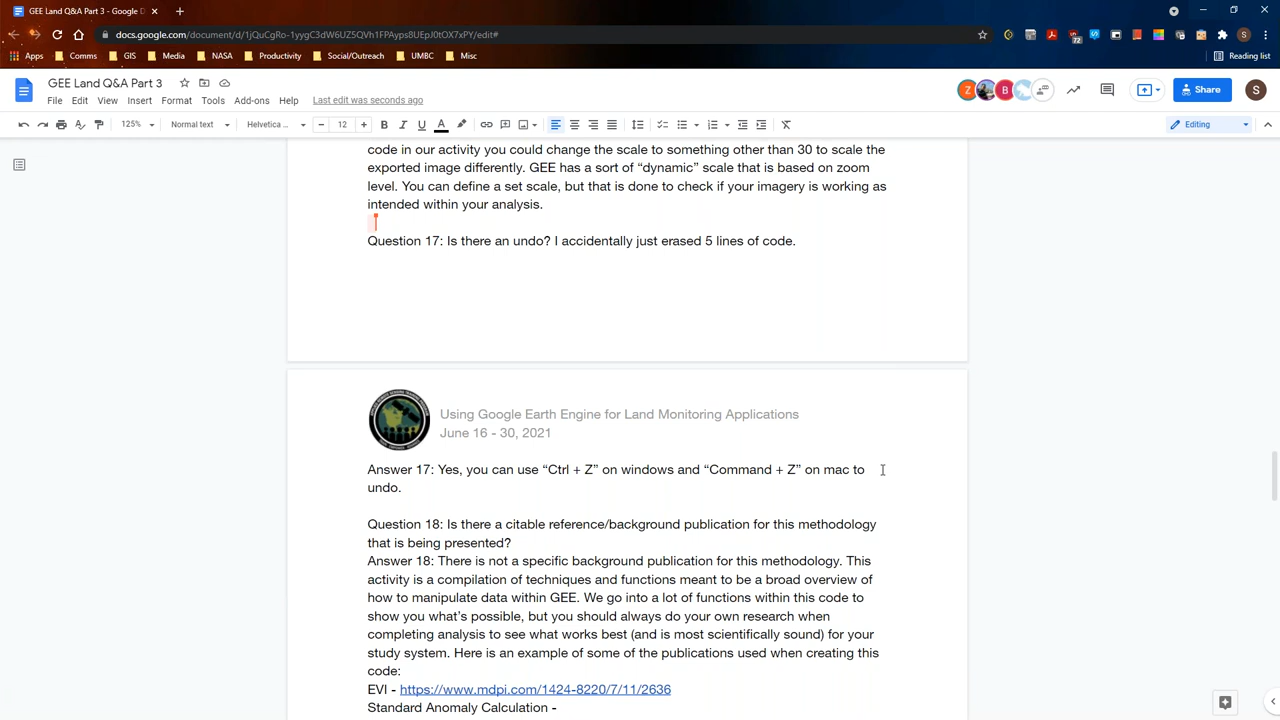 GEE Land Q&A Part 3 - Google D
docs.google.com/document/d/1jQuCgRo-1yygC3dW6UZ5QVh1FPAyps8UEpJ0tOX7xPY/edit#
Apps Comms GIS Media NASA Productivity Social/Outreach UMBC Misc Reading list
GEE Land Q&A Part 3
File Edit View Insert Format Tools Add-ons Help Last edit was seconds ago
Share
125% Normal text Helvetica ... 12 Editing
code in our activity you could change the scale to something other than 30 to scale the
exported image differently. GEE has a sort of “dynamic” scale that is based on zoom
level. You can define a set scale, but that is done to check if your imagery is working as
intended within your analysis.
Question 17: Is there an undo? I accidentally just erased 5 lines of code.
Using Google Earth Engine for Land Monitoring Applications
June 16 - 30, 2021
Answer 17: Yes, you can use “Ctrl + Z” on windows and “Command + Z” on mac to
undo.
Question 18: Is there a citable reference/background publication for this methodology
that is being presented?
Answer 18: There is not a specific background publication for this methodology. This
activity is a compilation of techniques and functions meant to be a broad overview of
how to manipulate data within GEE. We go into a lot of functions within this code to
show you what’s possible, but you should always do your own research when
completing analysis to see what works best (and is most scientifically sound) for your
study system. Here is an example of some of the publications used when creating this
code:
EVI - https://www.mdpi.com/1424-8220/7/11/2636
Standard Anomaly Calculation -